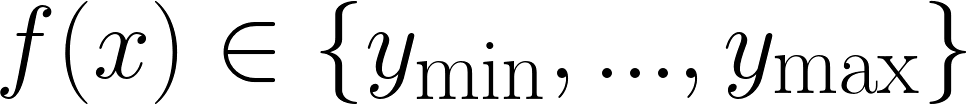 f(x) ∈ {y_min, ..., y_max}